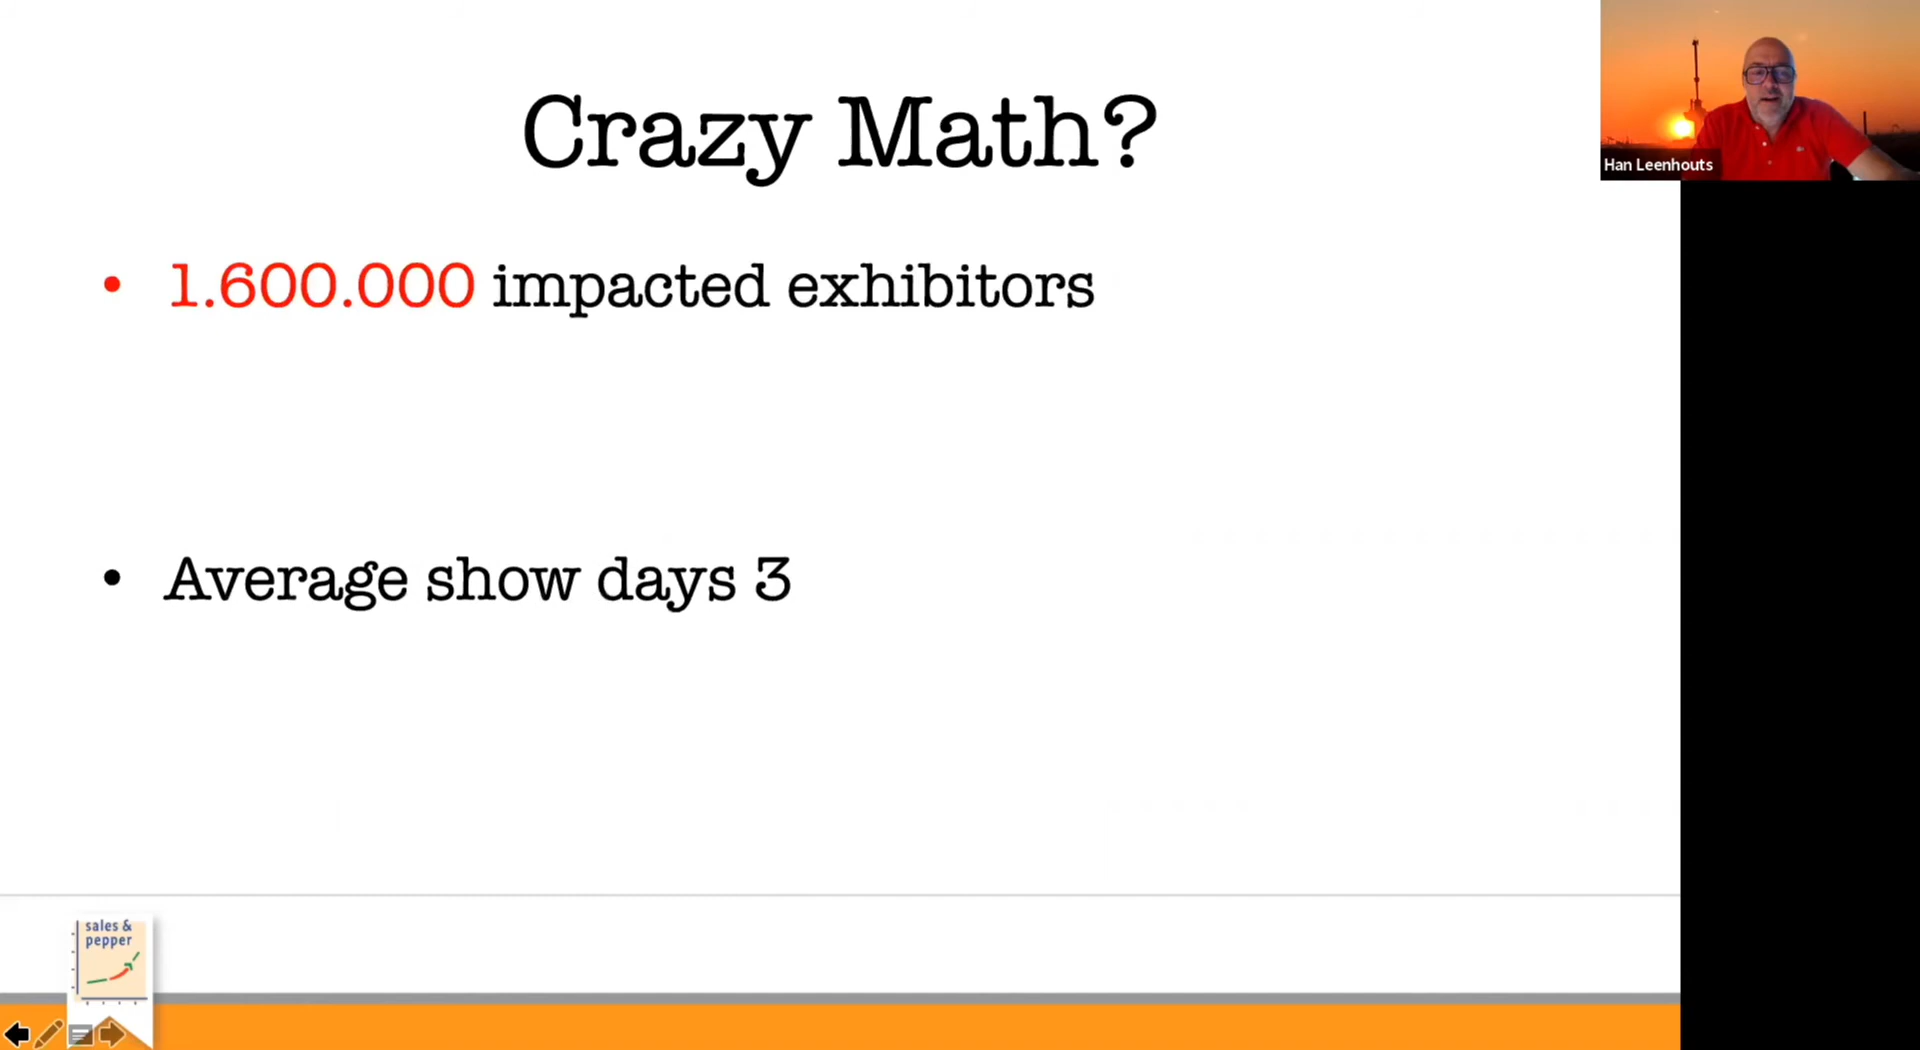 Crazy Math?
Han Leenhouts
• 1.600.000 impacted exhibitors
• Average show days 3
sales &
pepper